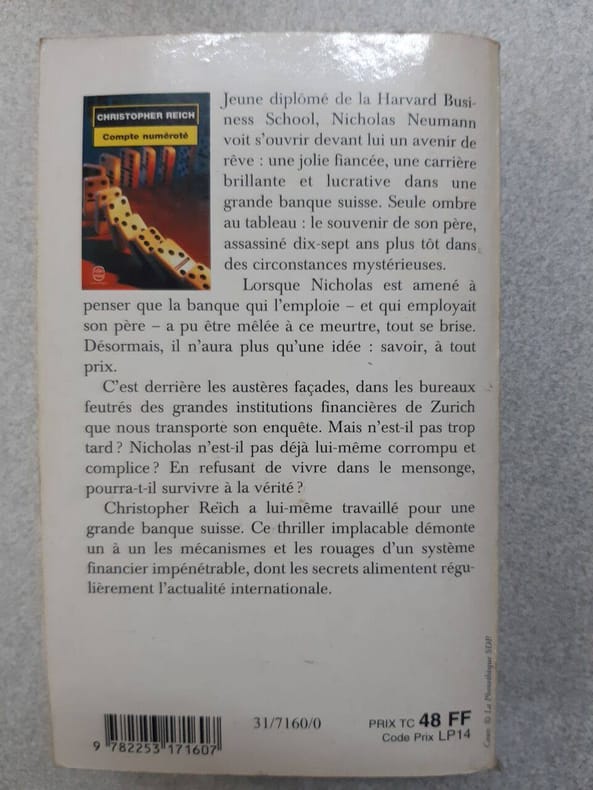 CHRISTOPHER REICH
Compte numéroté
Jeune diplômé de la Harvard Busi-
ness School, Nicholas Neumann
voit s'ouvrir devant lui un avenir de
rêve : une jolie fiancée, une carrière
brillante et lucrative dans une
grande banque suisse. Seule ombre
au tableau : le souvenir de son père,
assassiné dix-sept ans plus tôt dans
des circonstances mystérieuses.
Lorsque Nicholas est amené à
penser que la banque qui l'emploie – et qui employait
son père – a pu être mêlée à ce meurtre, tout se brise.
Désormais, il n'aura plus qu'une idée : savoir, à tout
prix.
C'est derrière les austères façades, dans les bureaux
feutrés des grandes institutions financières de Zurich
que nous transporte son enquête. Mais n'est-il pas trop
tard ? Nicholas n'est-il pas déjà lui-même corrompu et
complice ? En refusant de vivre dans le mensonge,
pourra-t-il survivre à la vérité ?
Christopher Reich a lui-même travaillé pour une
grande banque suisse. Ce thriller implacable démonte
un à un les mécanismes et les rouages d'un système
financier impénétrable, dont les secrets alimentent régu-
lièrement l'actualité internationale.
Couv. © La Photothèque SDP.
31/7160/0
PRIX TC 48 FF
Code Prix LP14
9 782253 171607